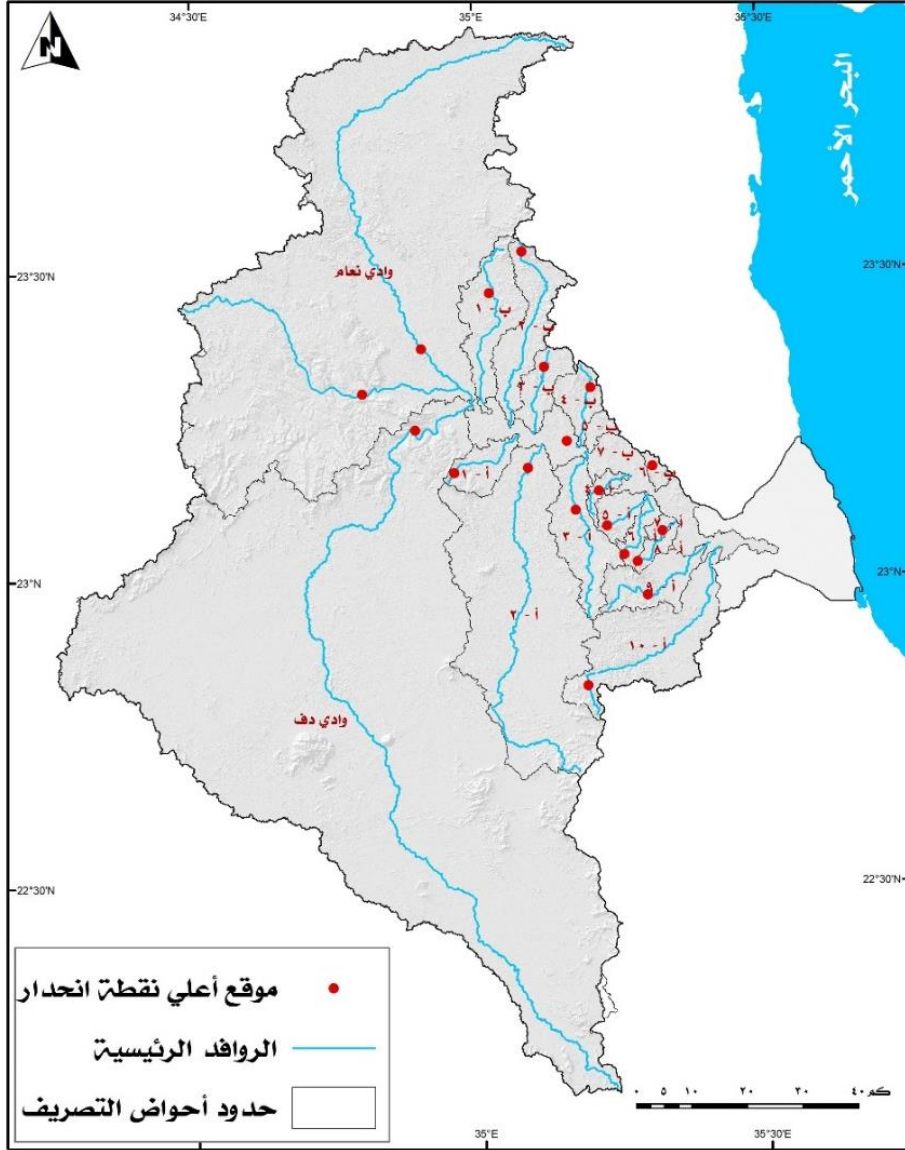 34°30'E
35°E
35°30'E
N
البحر الأحمر
23°30'N
23°30'N
وادي نعام
ب - ١
ب - ٢
ب - ٣
ب - ٤
ب - ٥
ب - ٧
أ - ١
أ - ٣
أ - ٥
أ - ٧
أ - ٦
أ - ٨
أ - ٩
23°N
23°N
أ - ٢
أ - ١٠
وادي دف
22°30'N
22°30'N
موقع أعلي نقطة انحدار
الروافد الرئيسية
حدود أحواض التصريف
٠ ٥ ١٠ ٢٠ ٣٠ ٤٠ كم
35°E
35°30'E